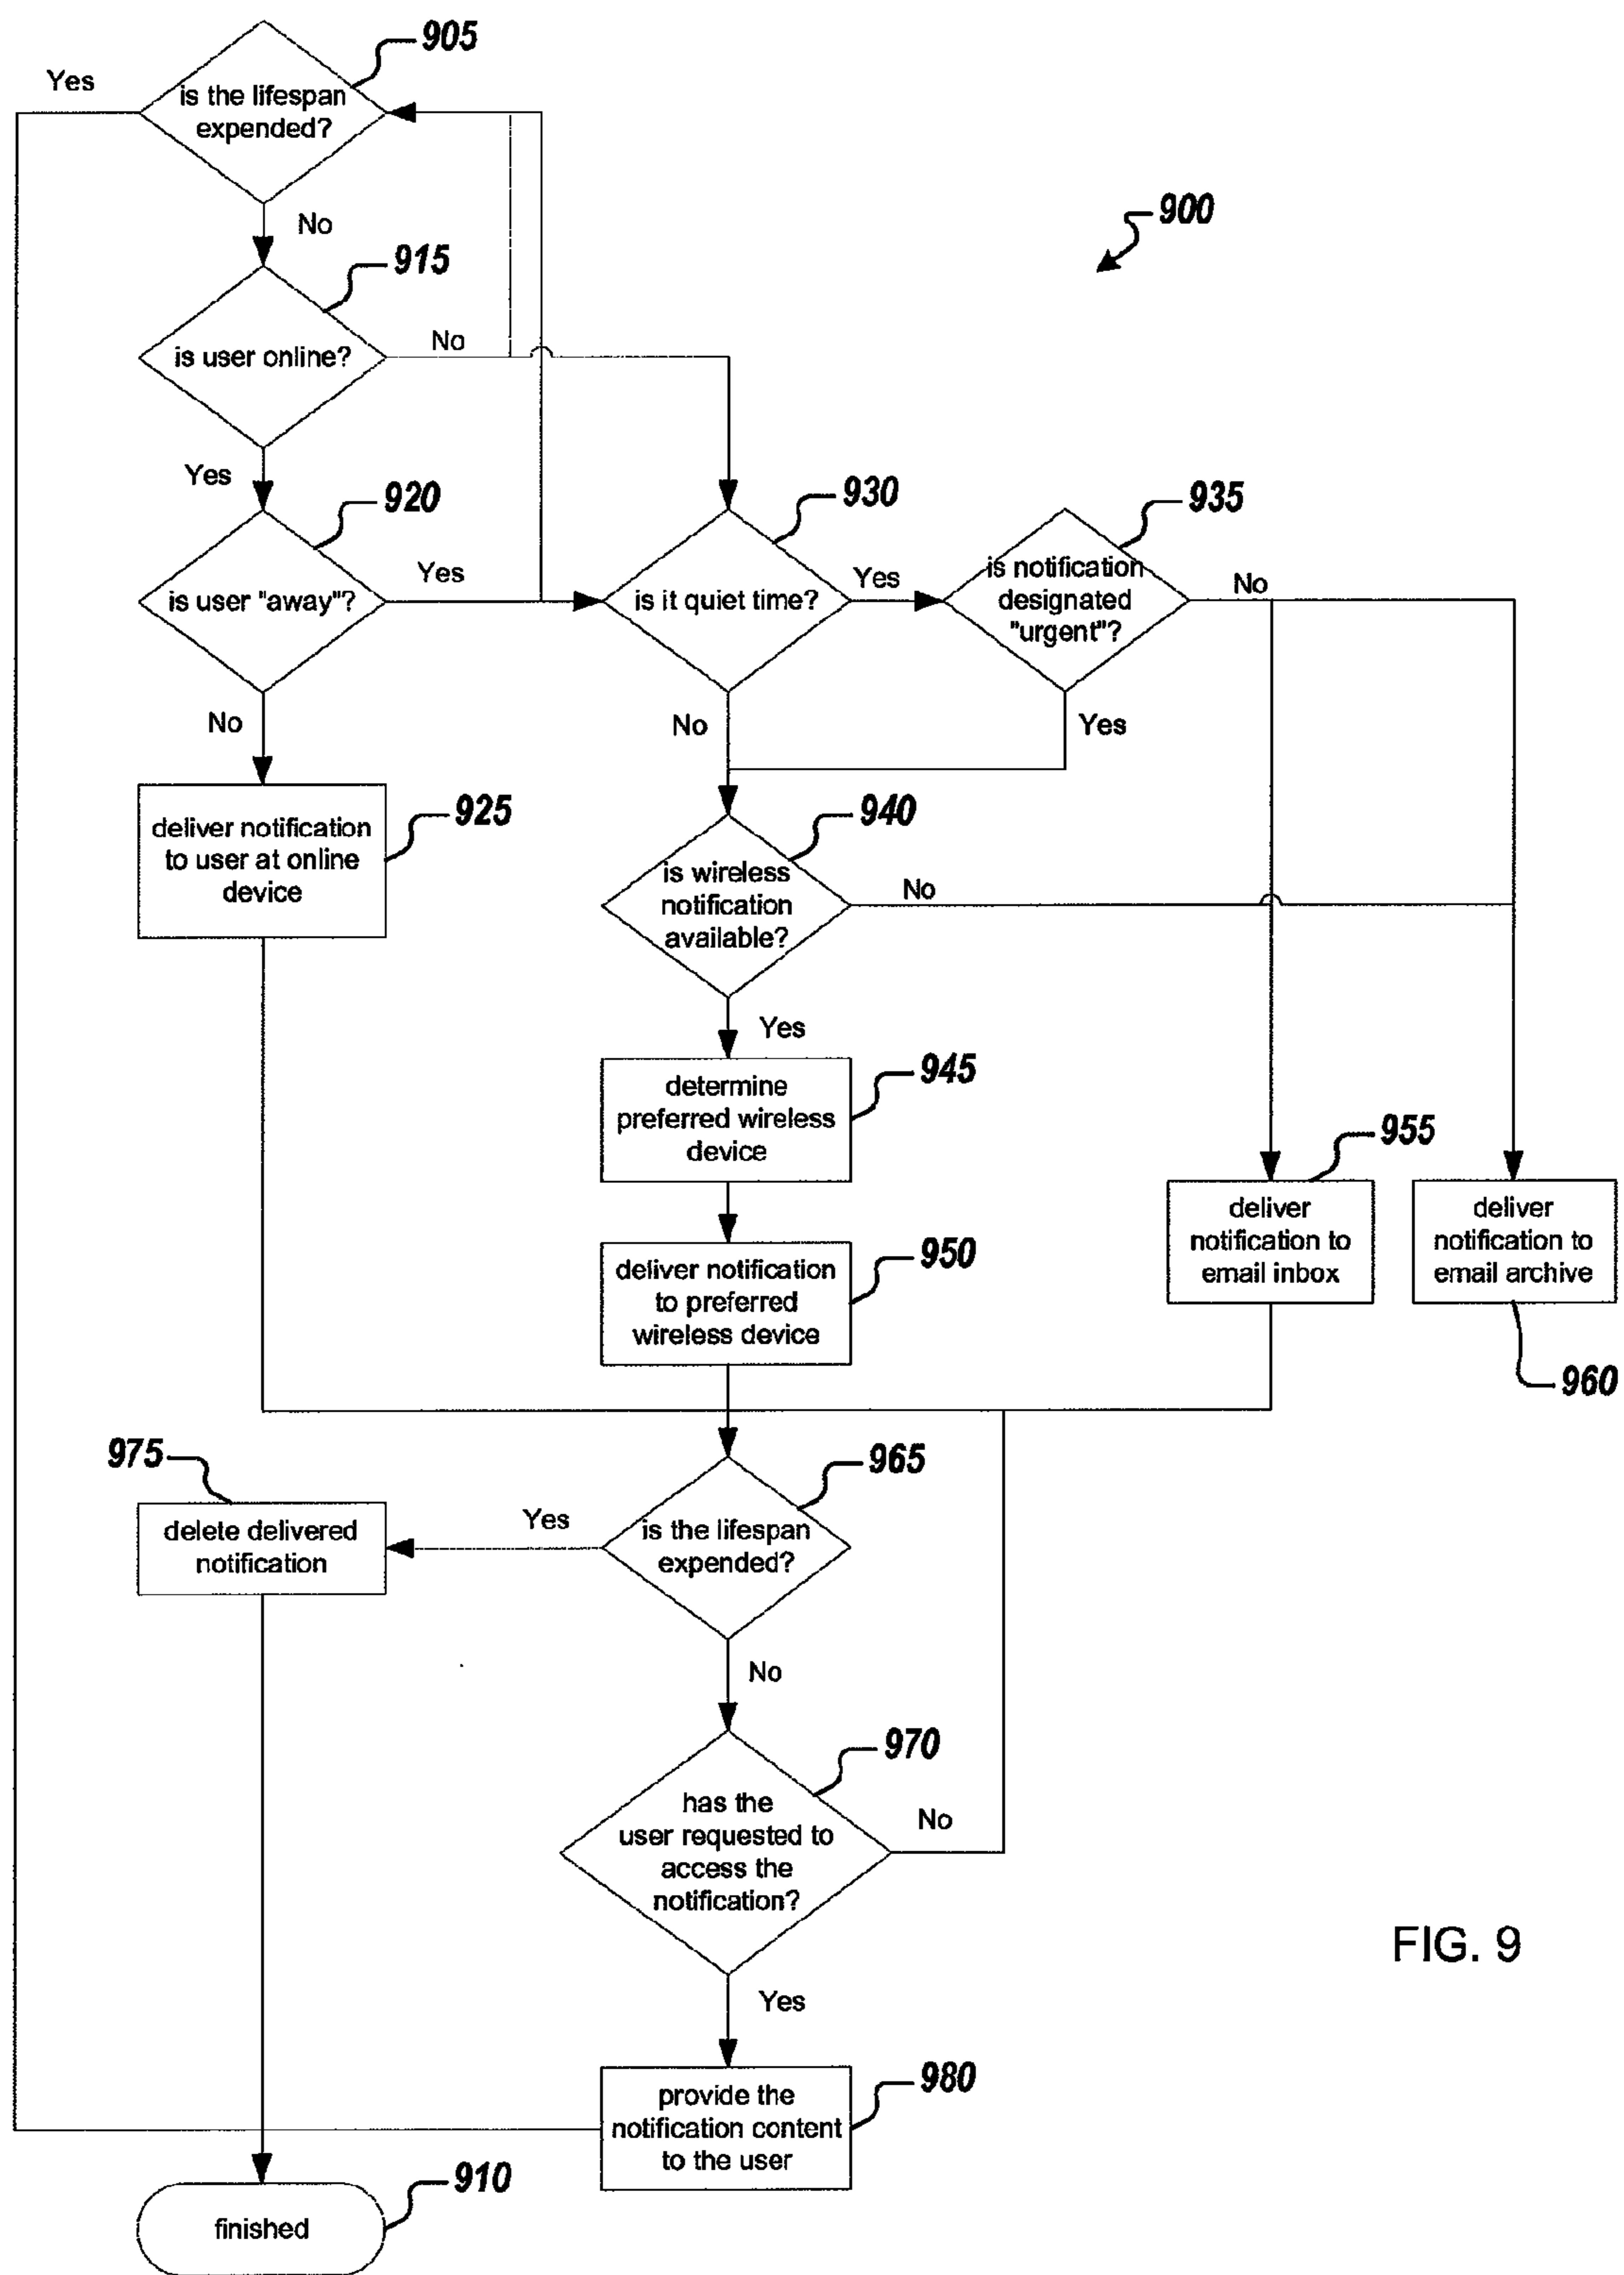 905
Yes
is the lifespan
expended?
900
No
915
No
is user online?
Yes
920
930
935
Yes
is user "away"?
is it quiet time?
Yes
is notification
designated
"urgent"?
No
No
No
Yes
925
deliver notification
to user at online
device
940
is wireless
notification
available?
No
Yes
945
determine
preferred wireless
device
955
deliver
notification to
email inbox
deliver
notification to
email archive
950
deliver notification
to preferred
wireless device
960
975
965
delete delivered
notification
Yes
is the lifespan
expended?
No
970
has the
user requested to
access the
notification?
No
FIG. 9
Yes
980
provide the
notification content
to the user
910
finished